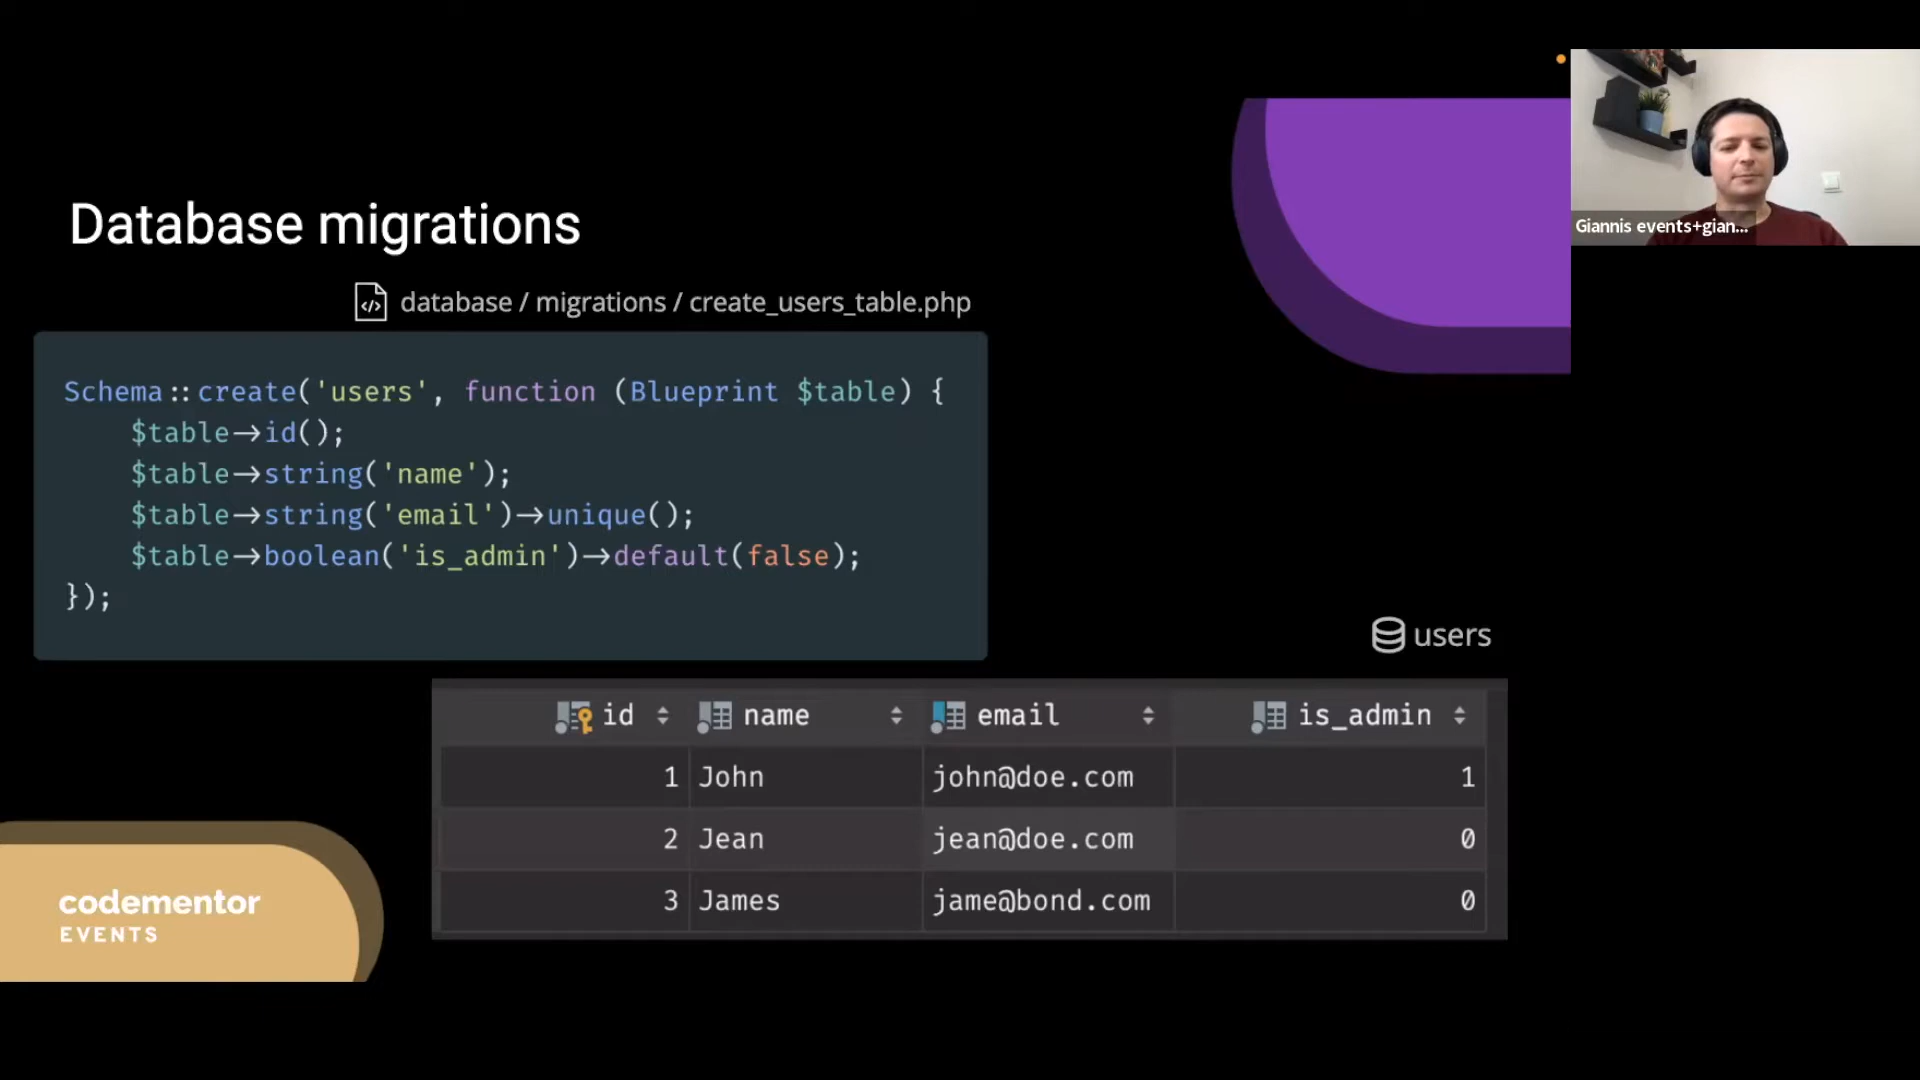 Giannis events+gian...
Database migrations
database / migrations / create_users_table.php
Schema::create('users', function (Blueprint $table) {
$table->id();
$table->string('name');
$table->string('email')->unique();
$table->boolean('is_admin')->default(false);
});
users
id name email is_admin
1 John john@doe.com 1
2 Jean jean@doe.com 0
3 James jame@bond.com 0
codementor
EVENTS